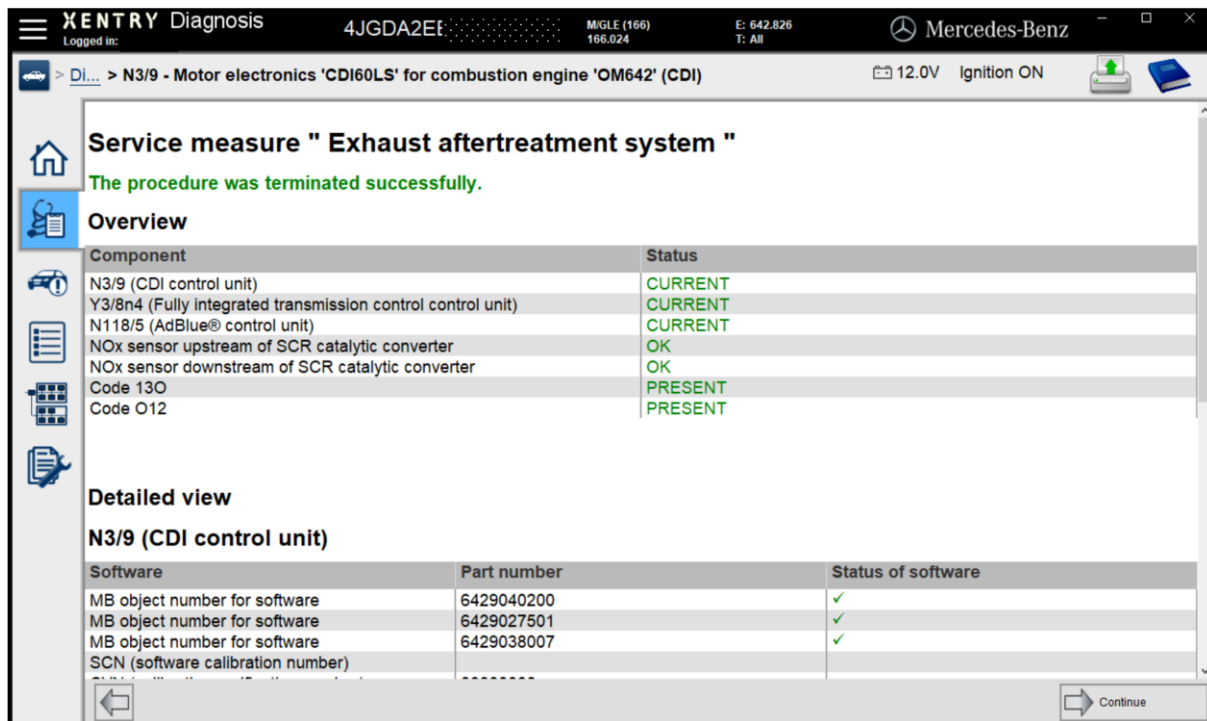 XENTRY Diagnosis
Logged in:
4JGDA2EE
M/GLE (166)
166.024
E: 642.826
T: All
Mercedes-Benz
> Di... > N3/9 - Motor electronics 'CDI60LS' for combustion engine 'OM642' (CDI)
12.0V Ignition ON
Service measure " Exhaust aftertreatment system "
The procedure was terminated successfully.
Overview
Component Status
N3/9 (CDI control unit) CURRENT
Y3/8n4 (Fully integrated transmission control control unit) CURRENT
N118/5 (AdBlue® control unit) CURRENT
NOx sensor upstream of SCR catalytic converter OK
NOx sensor downstream of SCR catalytic converter OK
Code 13O PRESENT
Code O12 PRESENT
Detailed view
N3/9 (CDI control unit)
Software Part number Status of software
MB object number for software 6429040200 ✓
MB object number for software 6429027501 ✓
MB object number for software 6429038007 ✓
SCN (software calibration number)
Continue